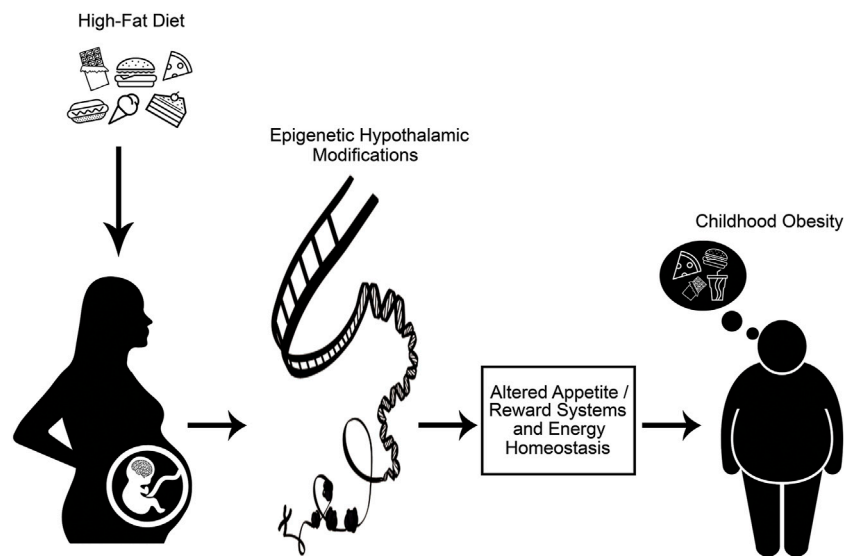 High-Fat Diet
Epigenetic Hypothalamic
Modifications
Childhood Obesity
Altered Appetite /
Reward Systems
and Energy
Homeostasis